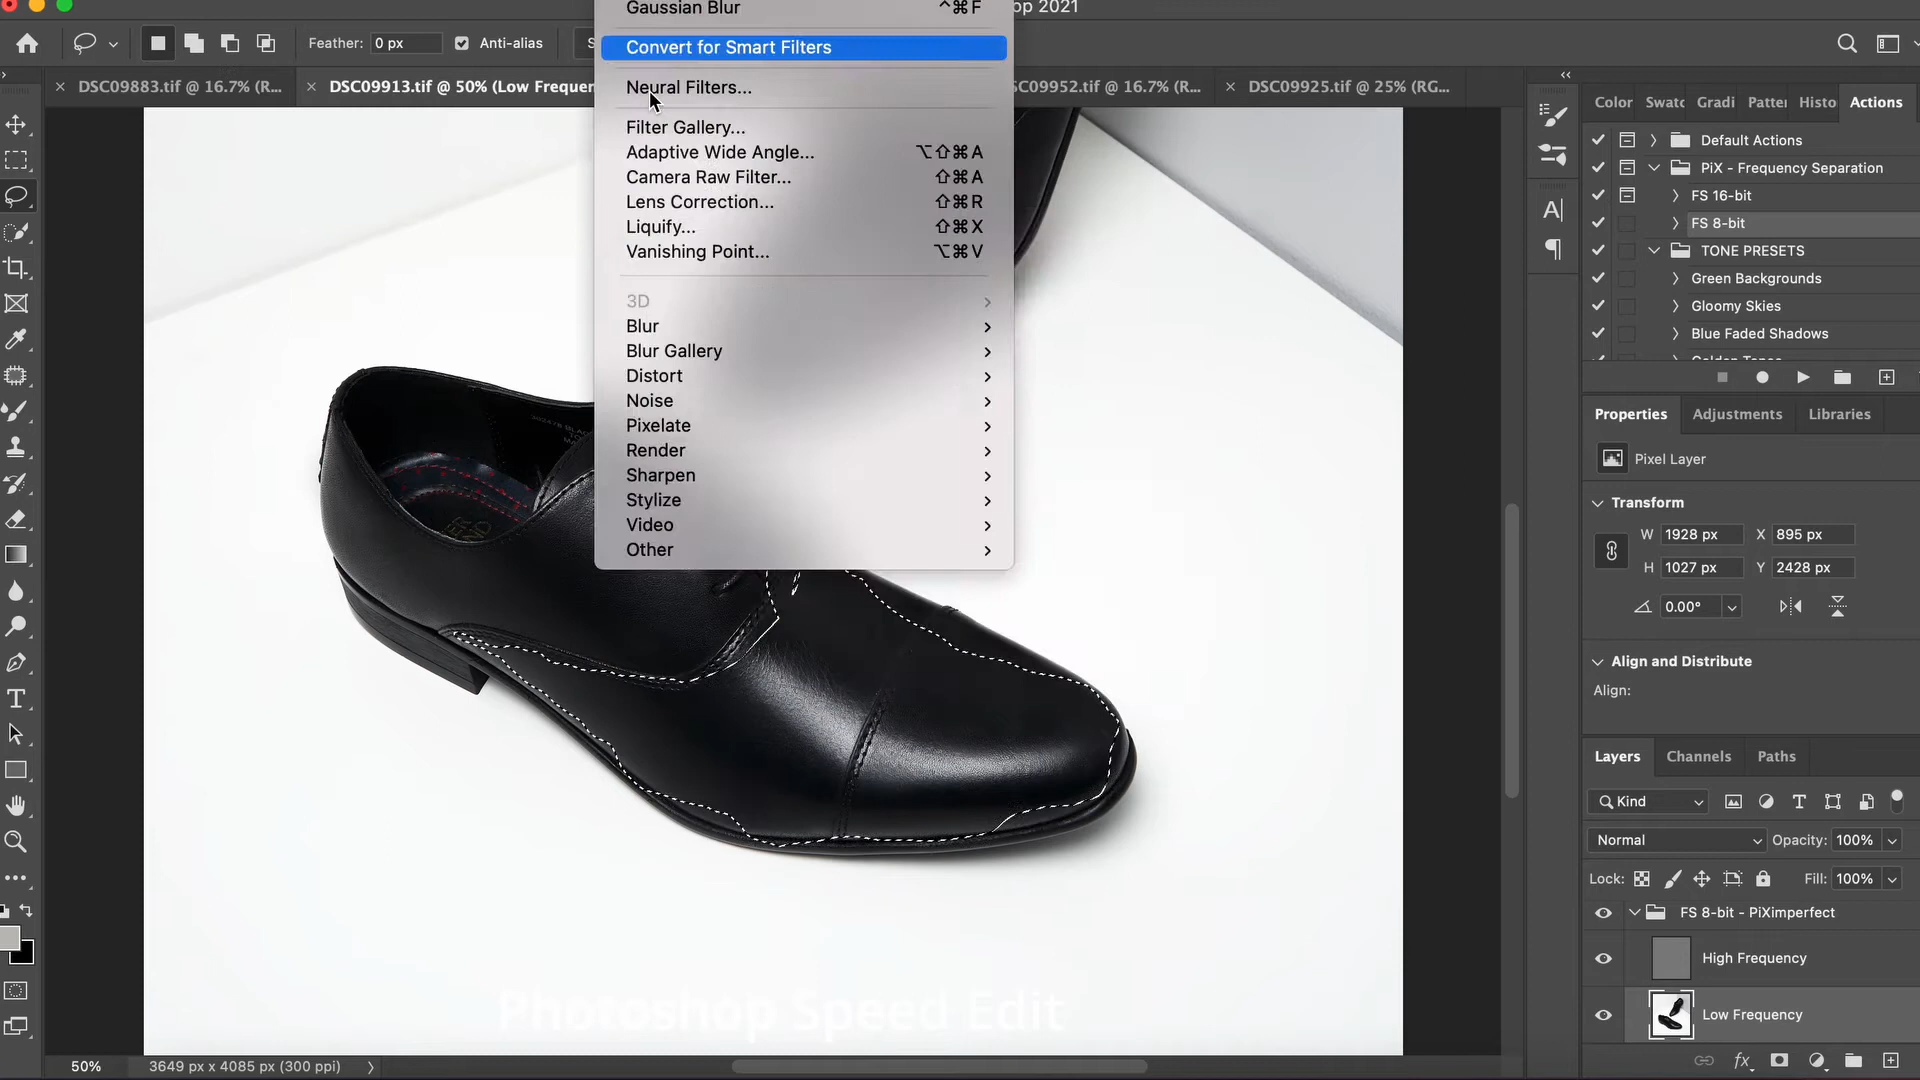 op 2021
Gaussian Blur ^⌘F
Feather: 0 px Anti-alias S
Convert for Smart Filters
DSC09883.tif @ 16.7% (R... DSC09913.tif @ 50% (Low Frequen SC09952.tif @ 16.7% (R... DSC09925.tif @ 25% (RG...
Neural Filters...
Filter Gallery...
Adaptive Wide Angle... ⌥⇧⌘A
Camera Raw Filter... ⇧⌘A
Lens Correction... ⇧⌘R
Liquify... ⇧⌘X
Vanishing Point... ⌥⌘V
3D
Blur
Blur Gallery
Distort
Noise
Pixelate
Render
Sharpen
Stylize
Video
Other
Color Swatc Gradi Patter Histo Actions
Default Actions
PiX - Frequency Separation
FS 16-bit
FS 8-bit
TONE PRESETS
Green Backgrounds
Gloomy Skies
Blue Faded Shadows
Properties Adjustments Libraries
Pixel Layer
Transform
W 1928 px X 895 px
H 1027 px Y 2428 px
0.00°
Align and Distribute
Align:
Layers Channels Paths
Kind
Normal Opacity: 100%
Lock: Fill: 100%
FS 8-bit - PiXimperfect
High Frequency
Low Frequency
Photoshop Speed Edit
50% 3649 px x 4085 px (300 ppi)